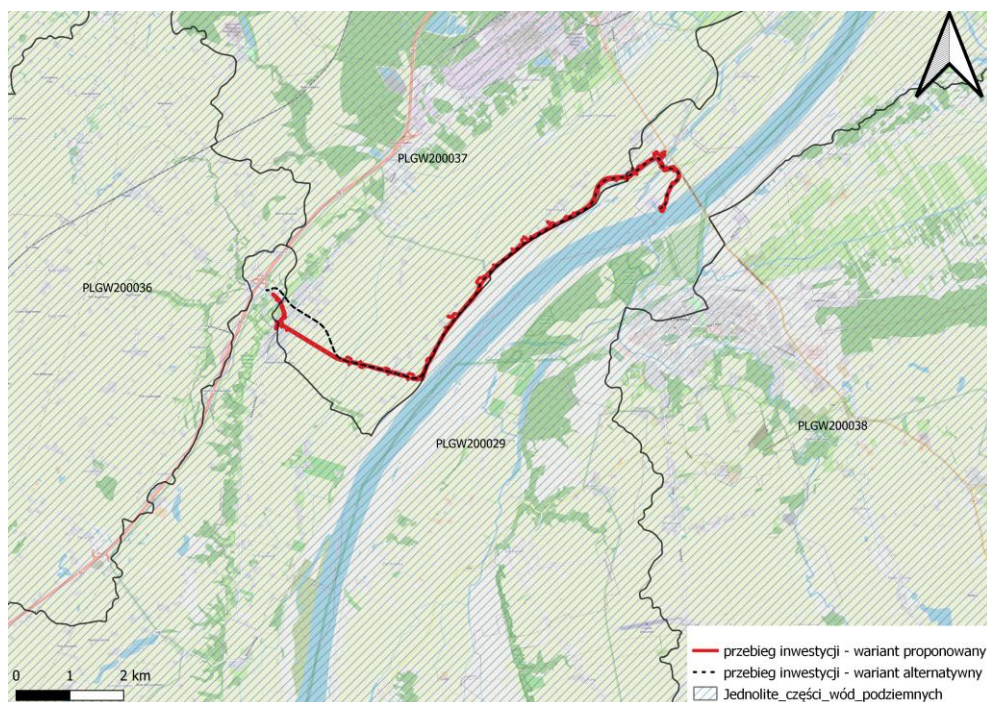 PLGW200037
PLGW200036
PLGW200029
PLGW200038
0 1 2 km
przebieg inwestycji - wariant proponowany
przebieg inwestycji - wariant alternatywny
Jednolite_części_wód_podziemnych